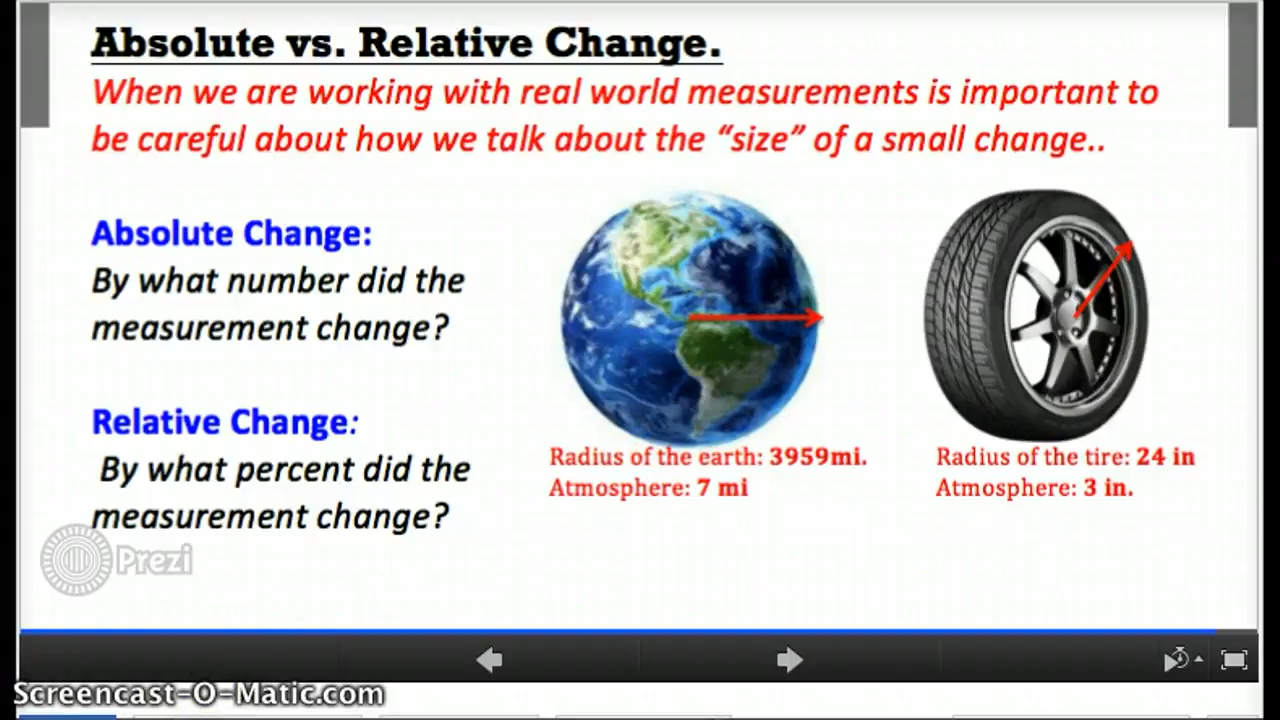 Absolute vs. Relative Change.
When we are working with real world measurements is important to
be careful about how we talk about the “size” of a small change..
Absolute Change:
By what number did the
measurement change?
Relative Change:
By what percent did the
measurement change?
Radius of the earth: 3959mi.
Atmosphere: 7 mi
Radius of the tire: 24 in
Atmosphere: 3 in.
Prezi
Screencast-O-Matic.com